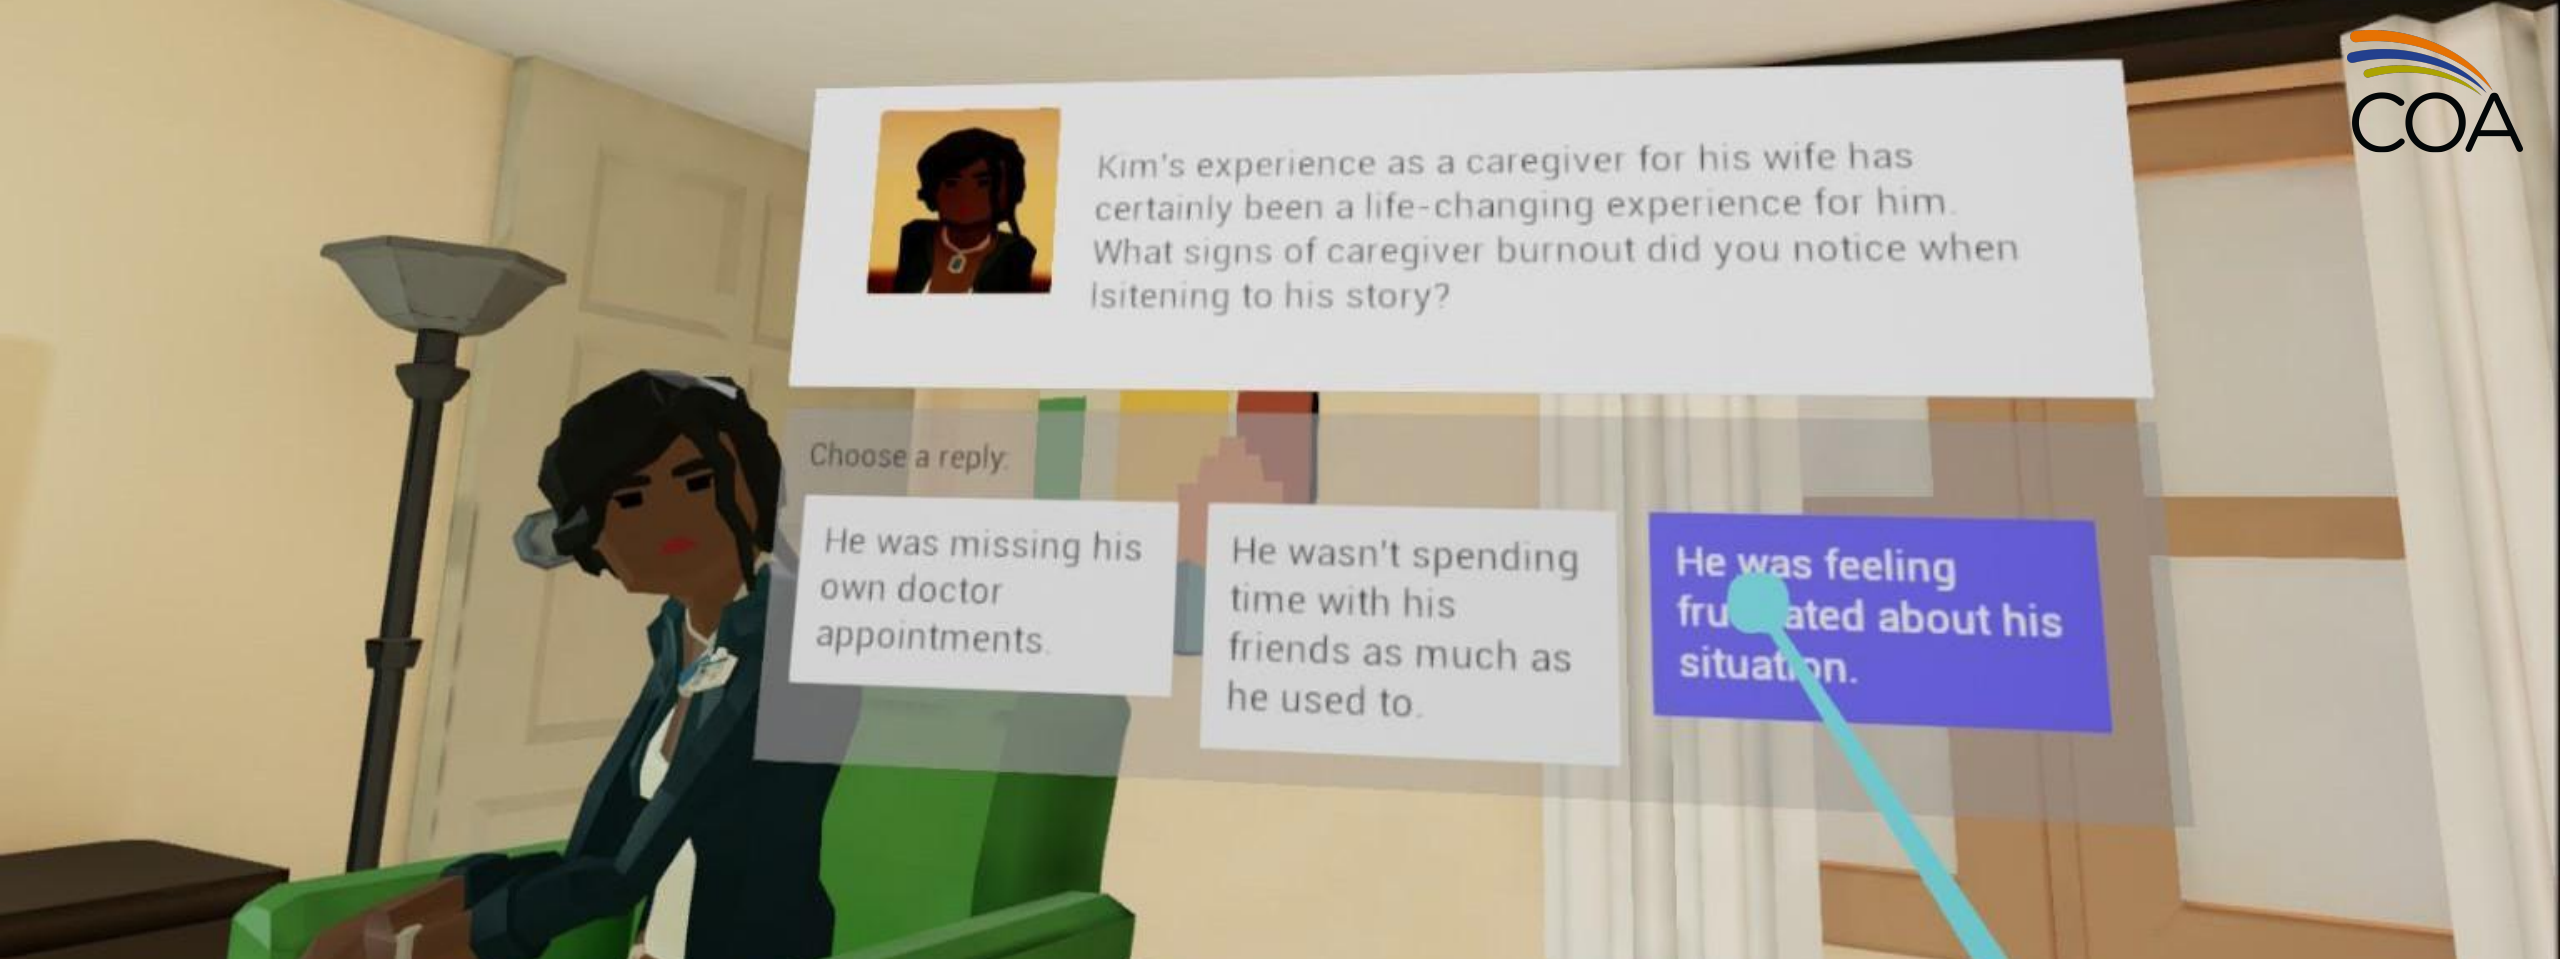 COA
Kim's experience as a caregiver for his wife has
certainly been a life-changing experience for him.
What signs of caregiver burnout did you notice when
lsitening to his story?
Choose a reply:
He was missing his
own doctor
appointments.
He wasn't spending
time with his
friends as much as
he used to.
He was feeling
frustrated about his
situation.